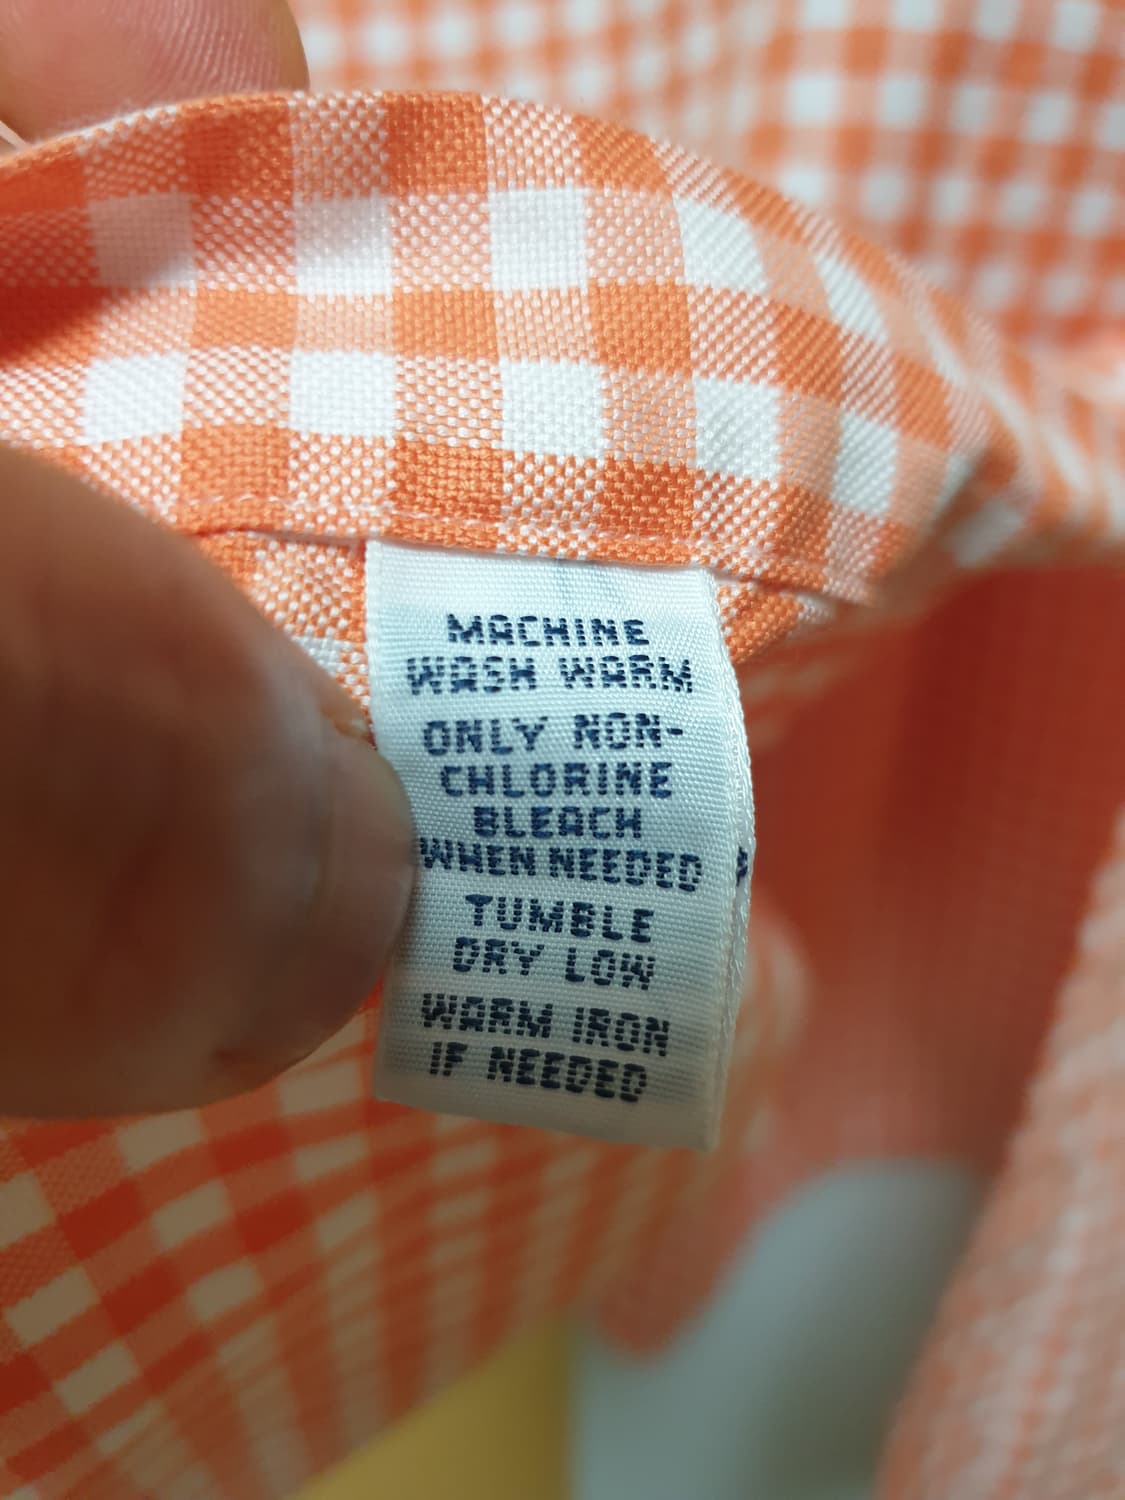 MACHINE
WASH WARM
ONLY NON-
CHLORINE
BLEACH
WHEN NEEDED
TUMBLE
DRY LOW
WARM IRON
IF NEEDED